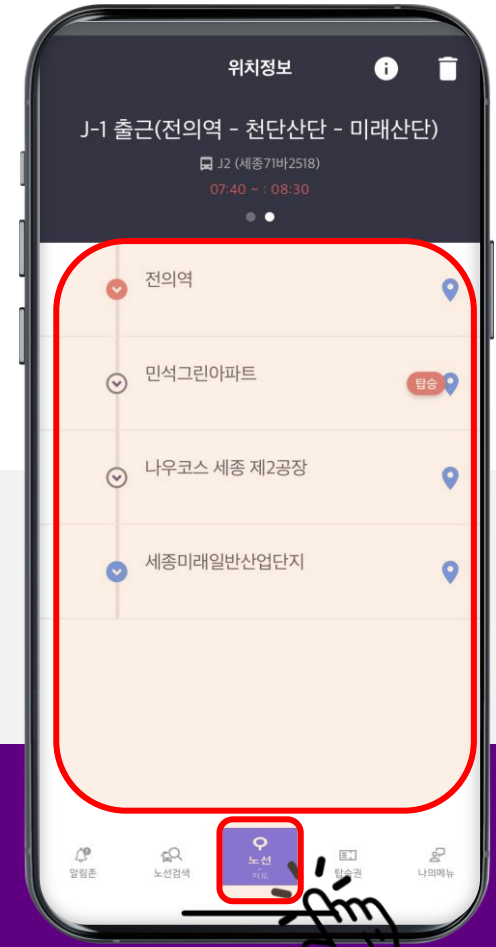 위치정보
J-1 출근(전의역 - 천단산단 - 미래산단)
J2 (세종71바2518)
07:40 ~ : 08:30
전의역
민석그린아파트
탑승
나우코스 세종 제2공장
세종미래일반산업단지
알림존
노선검색
노선
지도
탑승권
나의메뉴